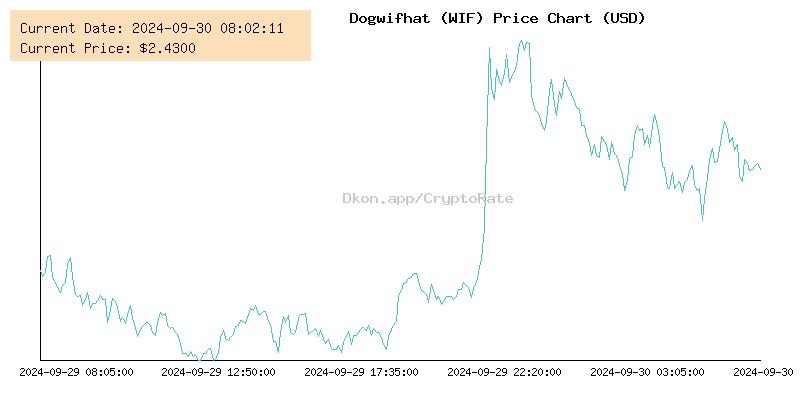 Dogwifhat (WIF) Price Chart (USD)
Current Date: 2024-09-30 08:02:11
Current Price: $2.4300
Dkon.app/CryptoRate
2024-09-29 08:05:00 2024-09-29 12:50:00 2024-09-29 17:35:00 2024-09-29 22:20:00 2024-09-30 03:05:00 2024-09-30